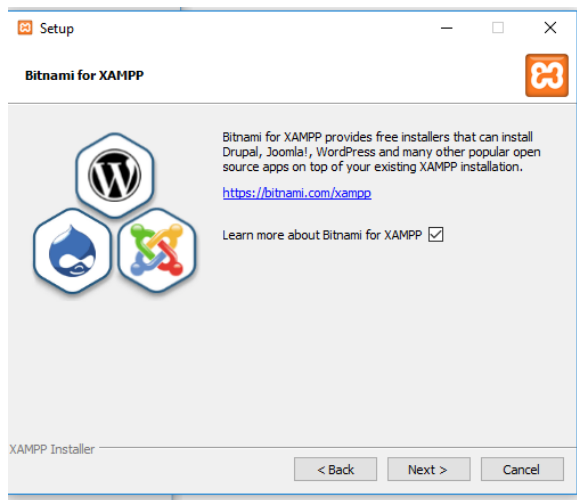 Setup
Bitnami for XAMPP
Bitnami for XAMPP provides free installers that can install
Drupal, Joomla!, WordPress and many other popular open
source apps on top of your existing XAMPP installation.
https://bitnami.com/xampp
Learn more about Bitnami for XAMPP
XAMPP Installer
< Back
Next >
Cancel